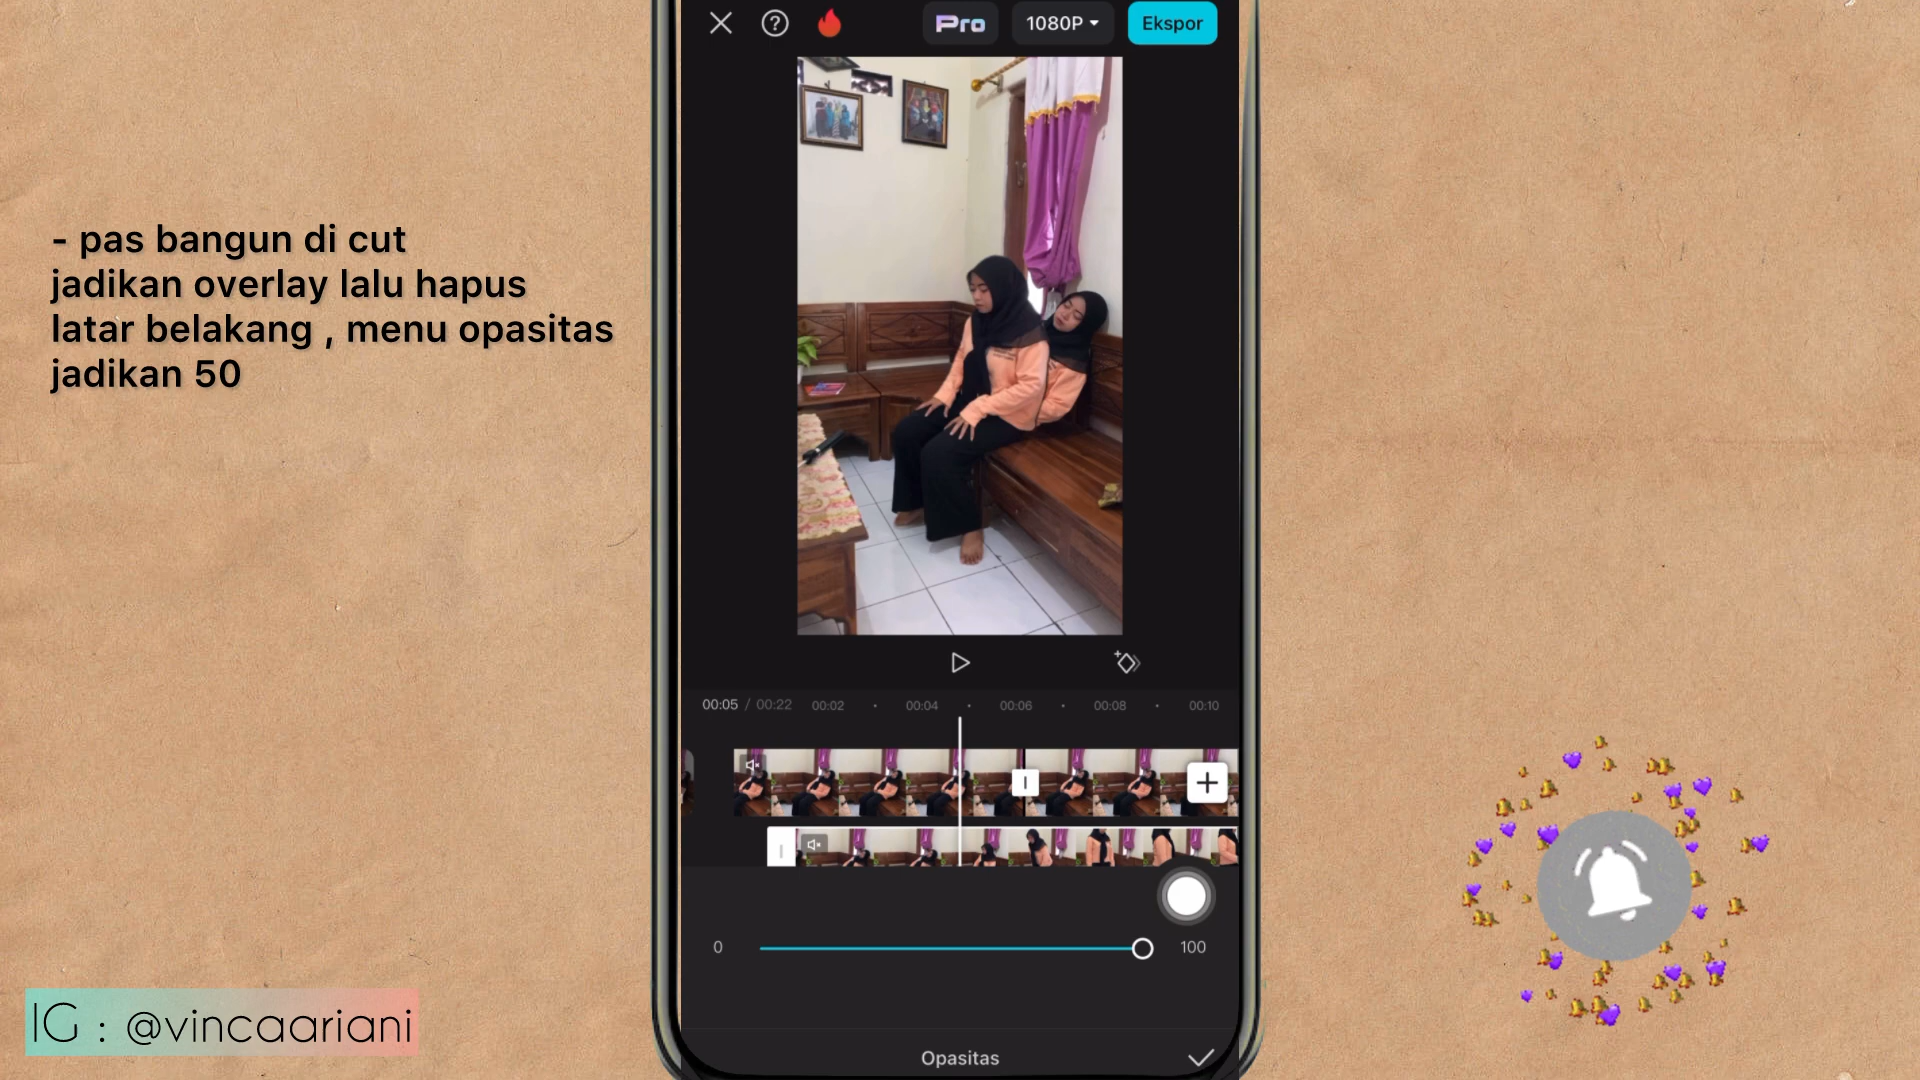 Pro
1080P
Ekspor
- pas bangun di cut
jadikan overlay lalu hapus
latar belakang , menu opasitas
jadikan 50
00:05 / 00:22
00:02
00:04
00:06
00:08
00:10
0
100
Opasitas
IG : @vincaariani